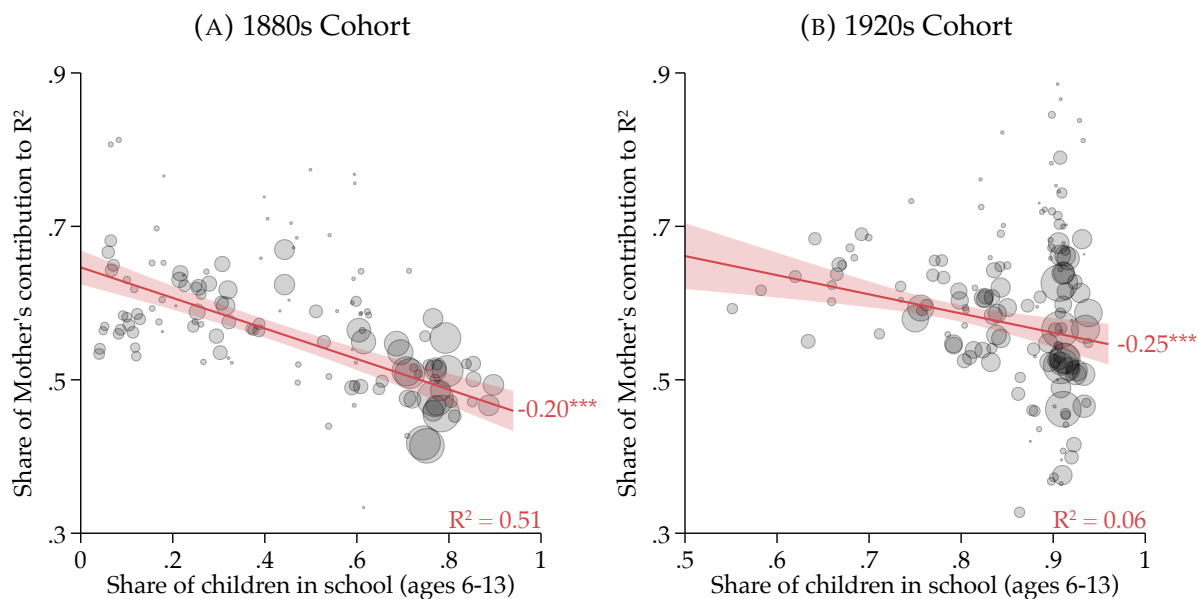 (A) 1880s Cohort
Share of Mother's contribution to R²
.9
.7
.5
.3
0
.2
.4
.6
.8
1
-0.20***
R² = 0.51
Share of children in school (ages 6-13)
(B) 1920s Cohort
Share of Mother's contribution to R²
.9
.7
.5
.3
.5
.6
.7
.8
.9
1
-0.25***
R² = 0.06
Share of children in school (ages 6-13)